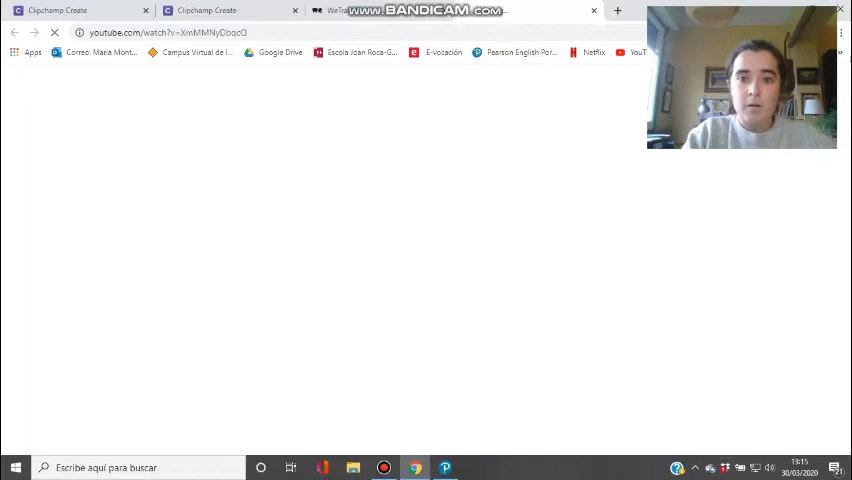 Clipchamp Create
Clipchamp Create
WeTra
www.BANDICAM.com
youtube.com/watch?v=XmMMNyDbqcQ
Apps
Correo: Maria Mont...
Campus Virtual de l...
Google Drive
Escola Joan Roca-G...
E-vocación
Pearson English Por...
Netflix
YouT
Escribe aquí para buscar
13:15
30/03/2020
21